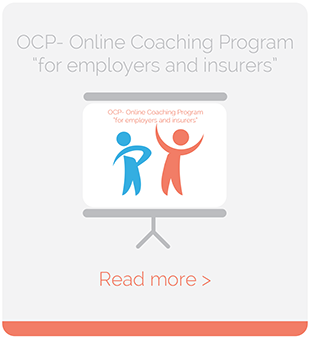 OCP- Online Coaching Program
"for employers and insurers"
OCP- Online Coaching Program
"for employers and insurers"
Read more >